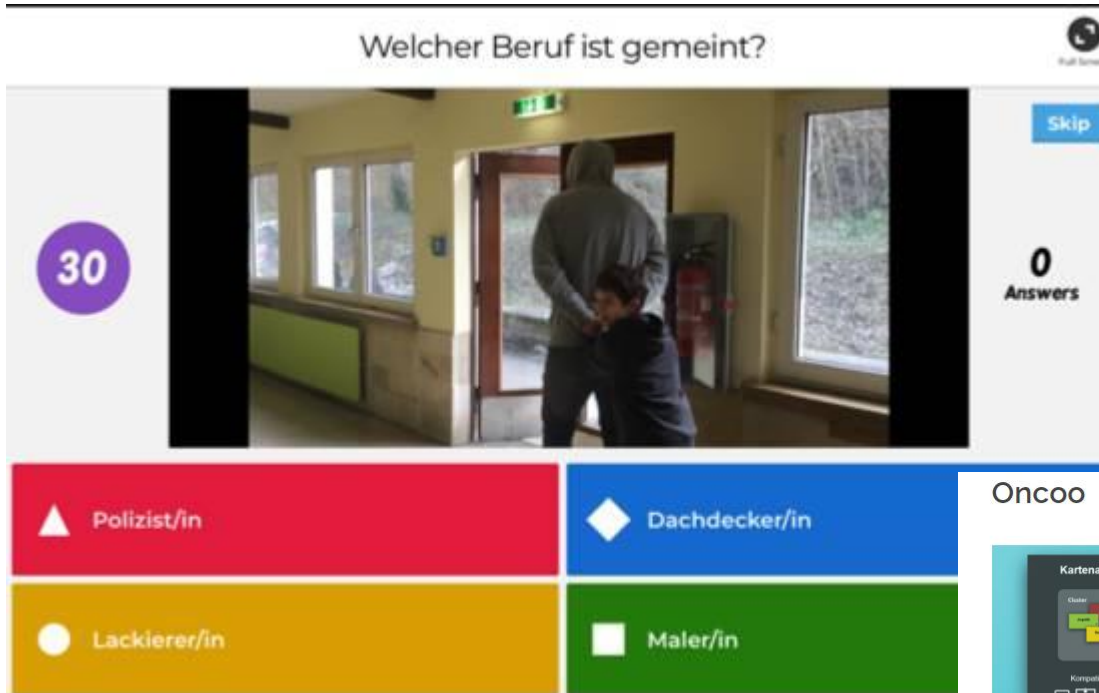 Welcher Beruf ist gemeint?
Skip
30
0
Answers
Polizist/in
Dachdecker/in
Lackierer/in
Maler/in
Oncoo